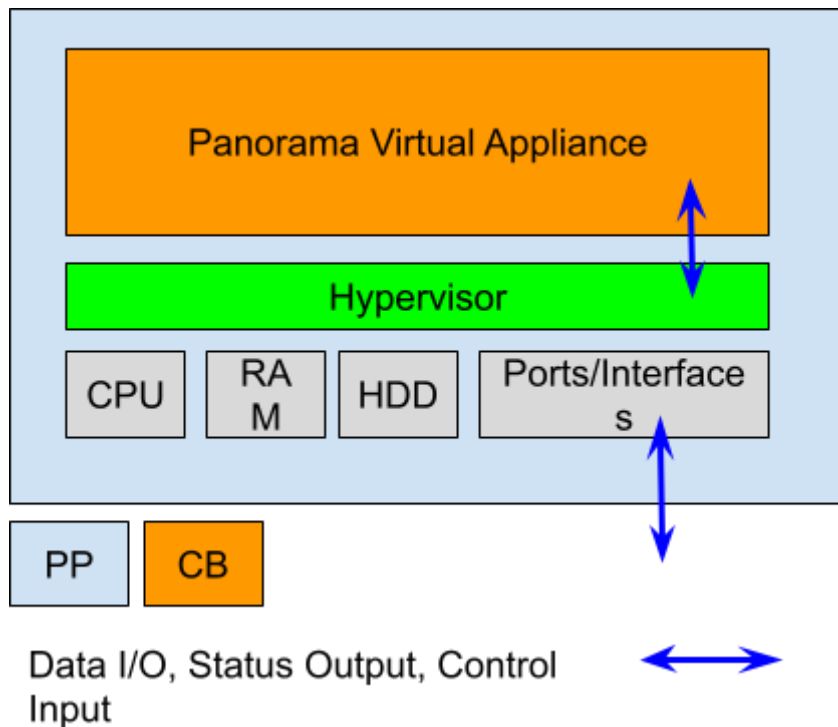 Panorama Virtual Appliance
Hypervisor
CPU
RA
M
HDD
Ports/Interface
s
PP
CB
Data I/O, Status Output, Control
Input